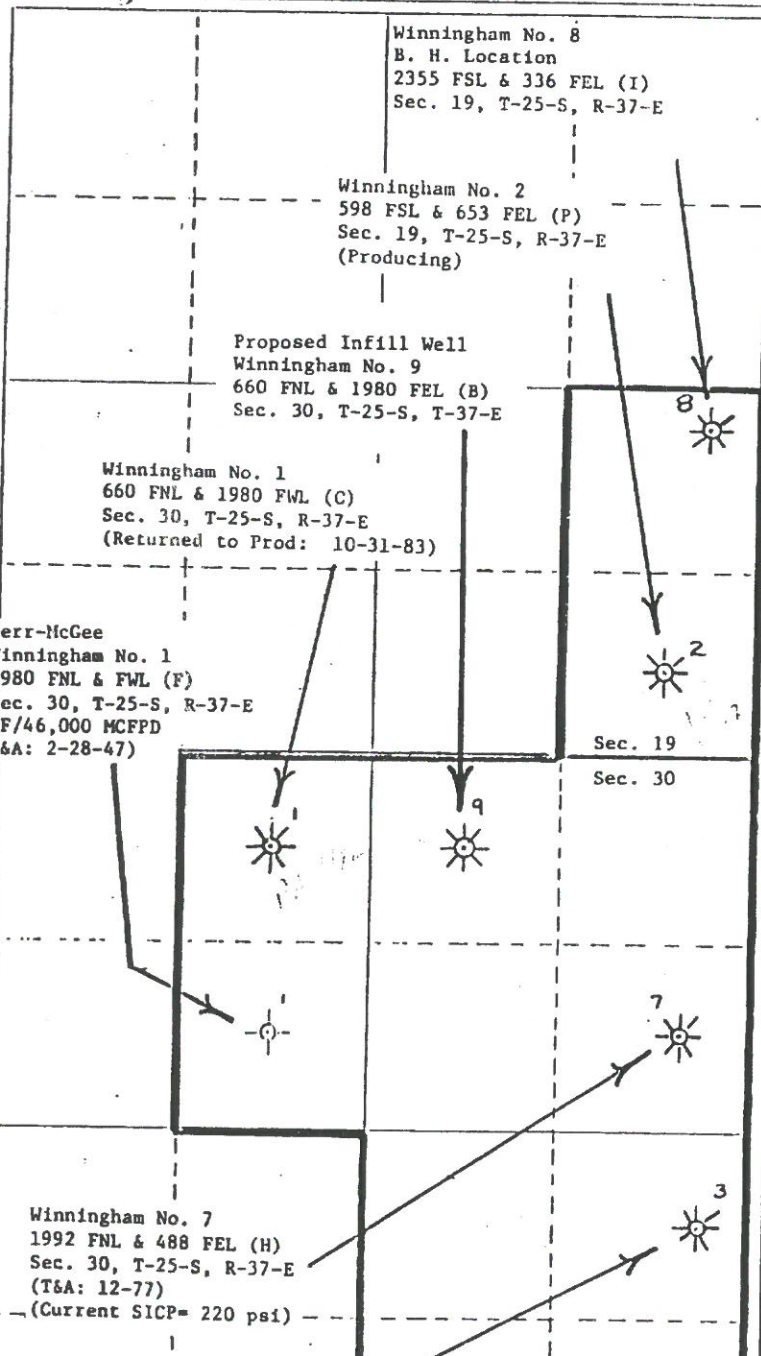 Winningham No. 8
B. H. Location
2355 FSL & 336 FEL (I)
Sec. 19, T-25-S, R-37-E
Winningham No. 2
598 FSL & 653 FEL (P)
Sec. 19, T-25-S, R-37-E
(Producing)
Proposed Infill Well
Winningham No. 9
660 FNL & 1980 FEL (B)
Sec. 30, T-25-S, T-37-E
8
Winningham No. 1
660 FNL & 1980 FWL (C)
Sec. 30, T-25-S, R-37-E
(Returned to Prod: 10-31-83)
err-McGee
inningham No. 1
980 FNL & FWL (F)
ec. 30, T-25-S, R-37-E
F/46,000 MCFPD
&A: 2-28-47)
2
Sec. 19
Sec. 30
1
9
1
7
3
Winningham No. 7
1992 FNL & 488 FEL (H)
Sec. 30, T-25-S, R-37-E
(T&A: 12-77)
(Current SICP= 220 psi)